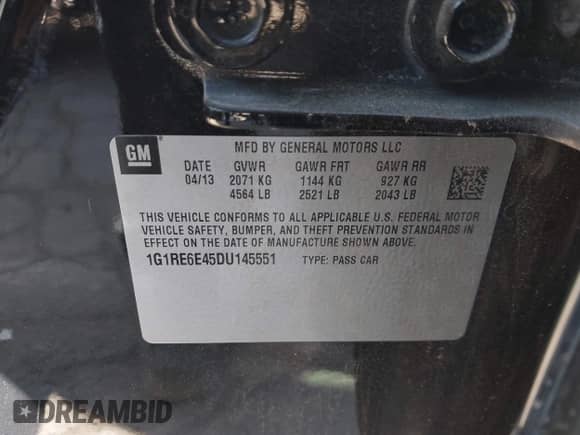 GM
MFD BY GENERAL MOTORS LLC
DATE GVWR GAWR FRT GAWR RR
04/13 2071 KG 1144 KG 927 KG
4564 LB 2521 LB 2043 LB
THIS VEHICLE CONFORMS TO ALL APPLICABLE U.S. FEDERAL MOTOR
VEHICLE SAFETY, BUMPER, AND THEFT PREVENTION STANDARDS IN
EFFECT ON THE DATE OF MANUFACTURE SHOWN ABOVE.
1G1RE6E45DU145551 TYPE: PASS CAR
DREAMBID